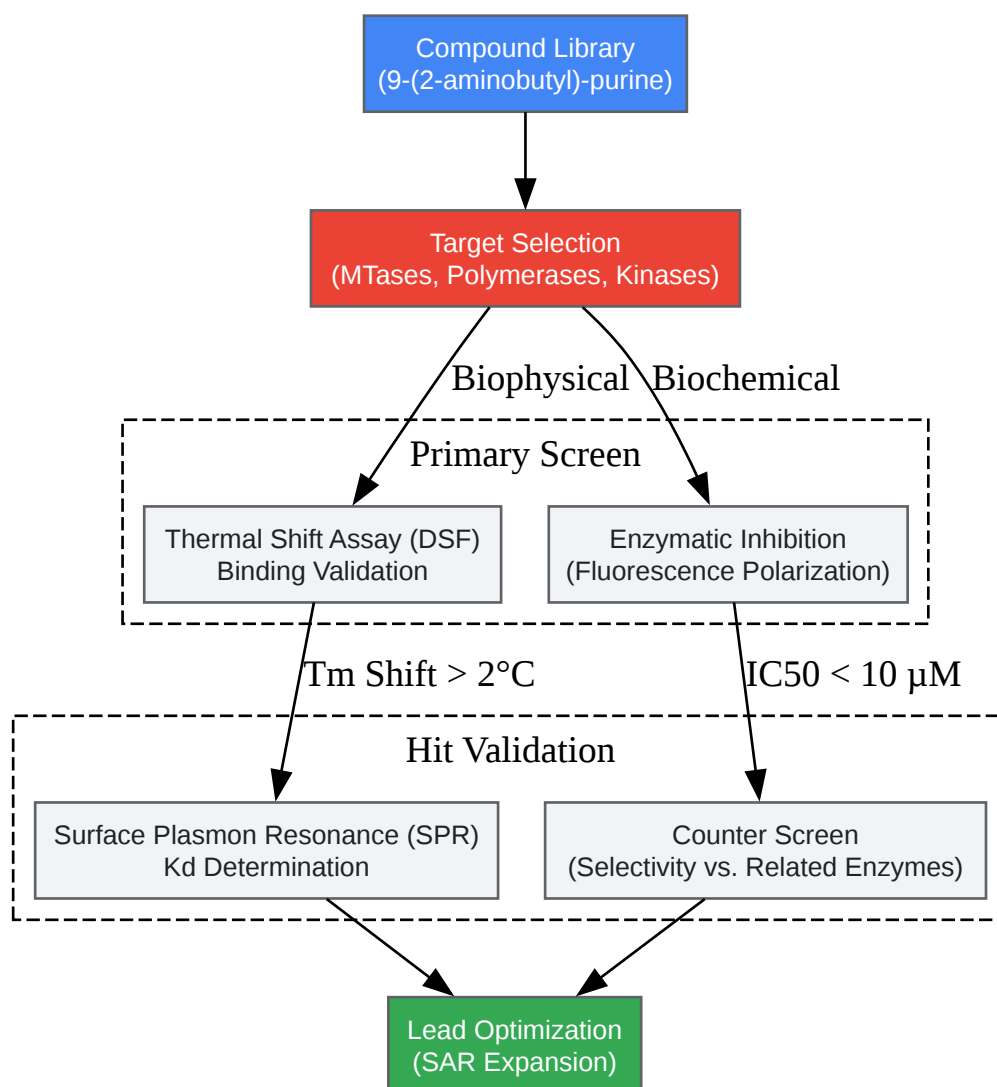 Compound Library
(9-(2-aminobutyl)-purine)
Target Selection
(MTases, Polymerases, Kinases)
Biophysical
Biochemical
Primary Screen
Thermal Shift Assay (DSF)
Binding Validation
Enzymatic Inhibition
(Fluorescence Polarization)
Tm Shift > 2°C
IC50 < 10 µM
Hit Validation
Surface Plasmon Resonance (SPR)
Kd Determination
Counter Screen
(Selectivity vs. Related Enzymes)
Lead Optimization
(SAR Expansion)